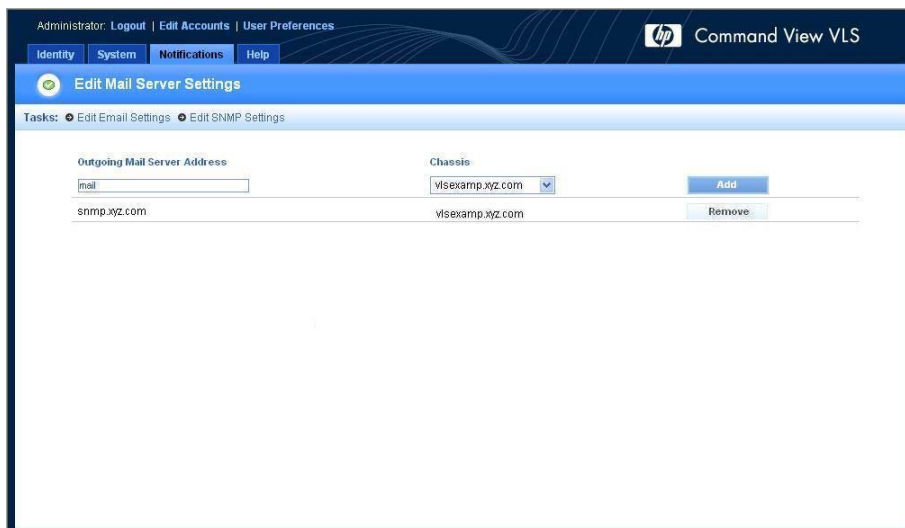 Administrator: Logout | Edit Accounts | User Preferences
hp Command View VLS
Identity System Notifications Help
Edit Mail Server Settings
Tasks: Edit Email Settings Edit SNMP Settings
Outgoing Mail Server Address Chassis
mail vlsexamp.xyz.com Add
snmp.xyz.com vlsexamp.xyz.com Remove